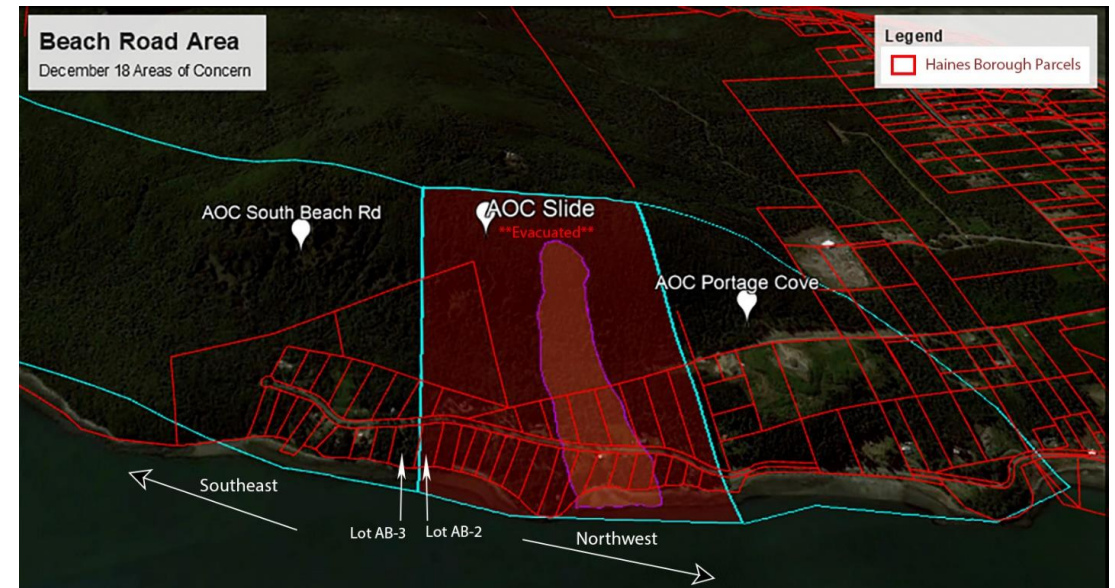 Beach Road Area
December 18 Areas of Concern
Legend
Haines Borough Parcels
AOC South Beach Rd
AOC Slide
**Evacuated**
AOC Portage Cove
Southeast
Lot AB-3
Lot AB-2
Northwest